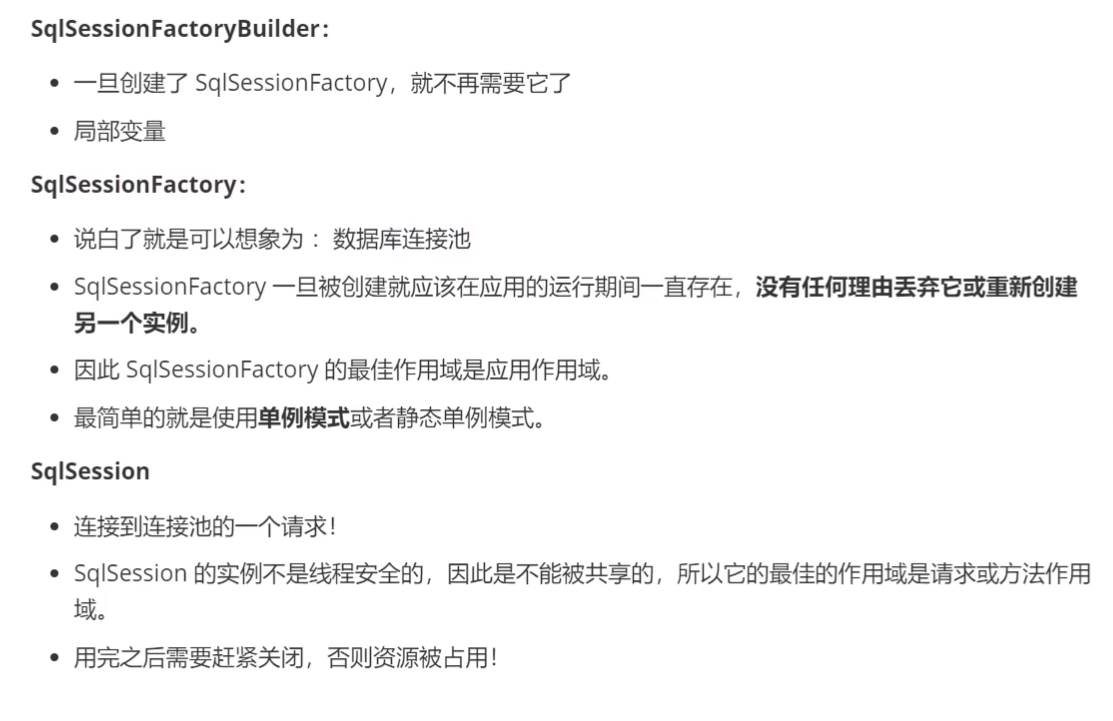 SqlSessionFactoryBuilder：
• 一旦创建了 SqlSessionFactory，就不再需要它了
• 局部变量
SqlSessionFactory：
• 说白了就是可以想象为 ：数据库连接池
• SqlSessionFactory 一旦被创建就应该在应用的运行期间一直存在，没有任何理由丢弃它或重新创建
另一个实例。
• 因此 SqlSessionFactory 的最佳作用域是应用作用域。
• 最简单的就是使用单例模式或者静态单例模式。
SqlSession
• 连接到连接池的一个请求！
• SqlSession 的实例不是线程安全的，因此是不能被共享的，所以它的最佳的作用域是请求或方法作用
域。
• 用完之后需要赶紧关闭，否则资源被占用！